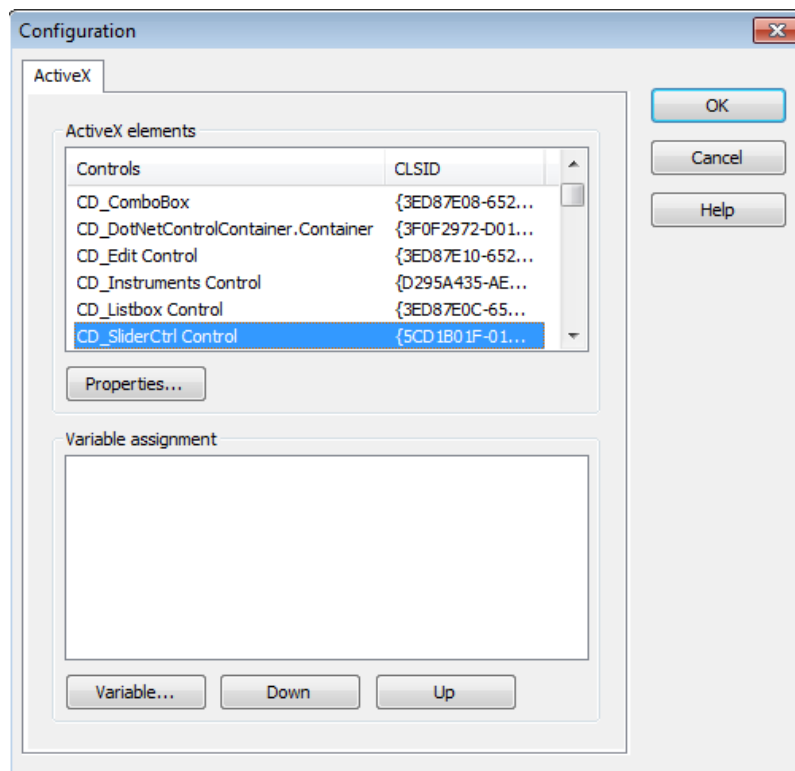 Configuration
ActiveX
OK
ActiveX elements
Cancel
Controls CLSID
Help
CD_ComboBox {3ED87E08-652...
CD_DotNetControlContainer.Container {3F0F2972-D01...
CD_Edit Control {3ED87E10-652...
CD_Instruments Control {D295A435-AE...
CD_Listbox Control {3ED87E0C-65...
CD_SliderCtrl Control {5CD1B01F-01...
Properties...
Variable assignment
Variable... Down Up